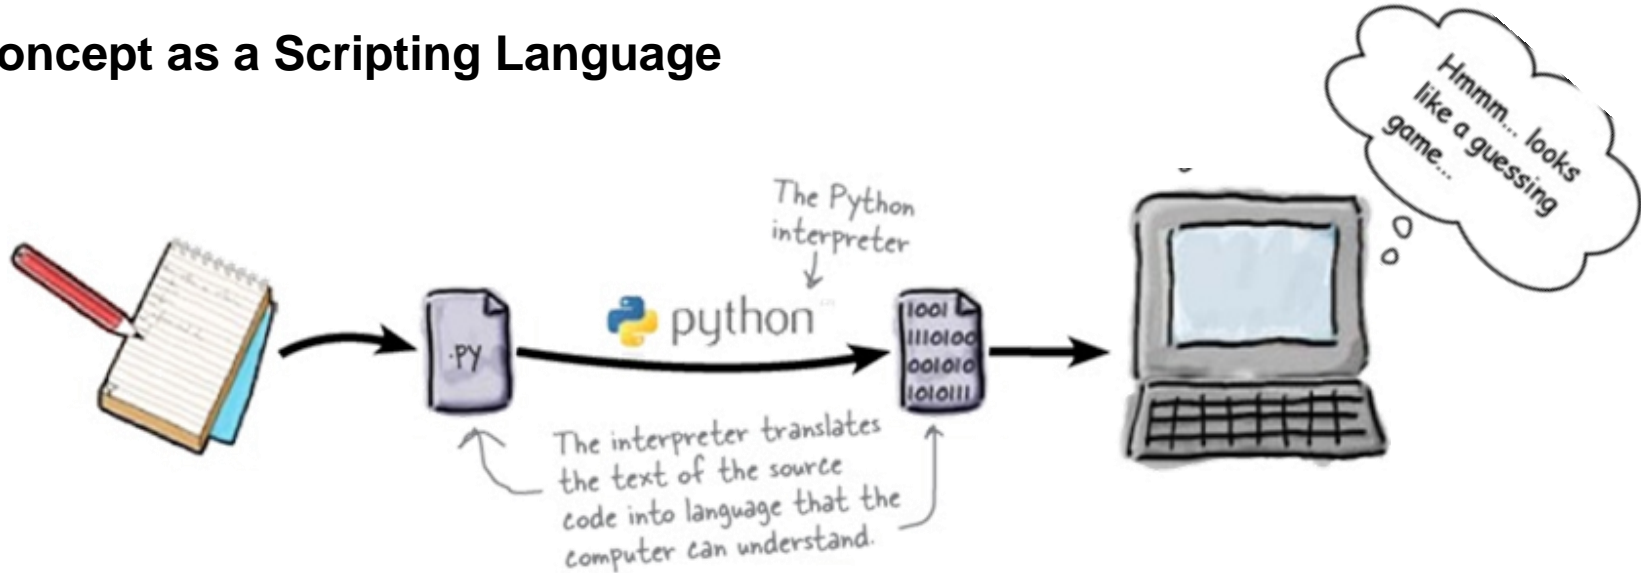 oncept as a Scripting Language
Hmmm... looks
like a guessing
game...
The Python
interpreter
python
.PY
1001
1110100
001010
1010111
The interpreter translates
the text of the source
code into language that the
computer can understand.